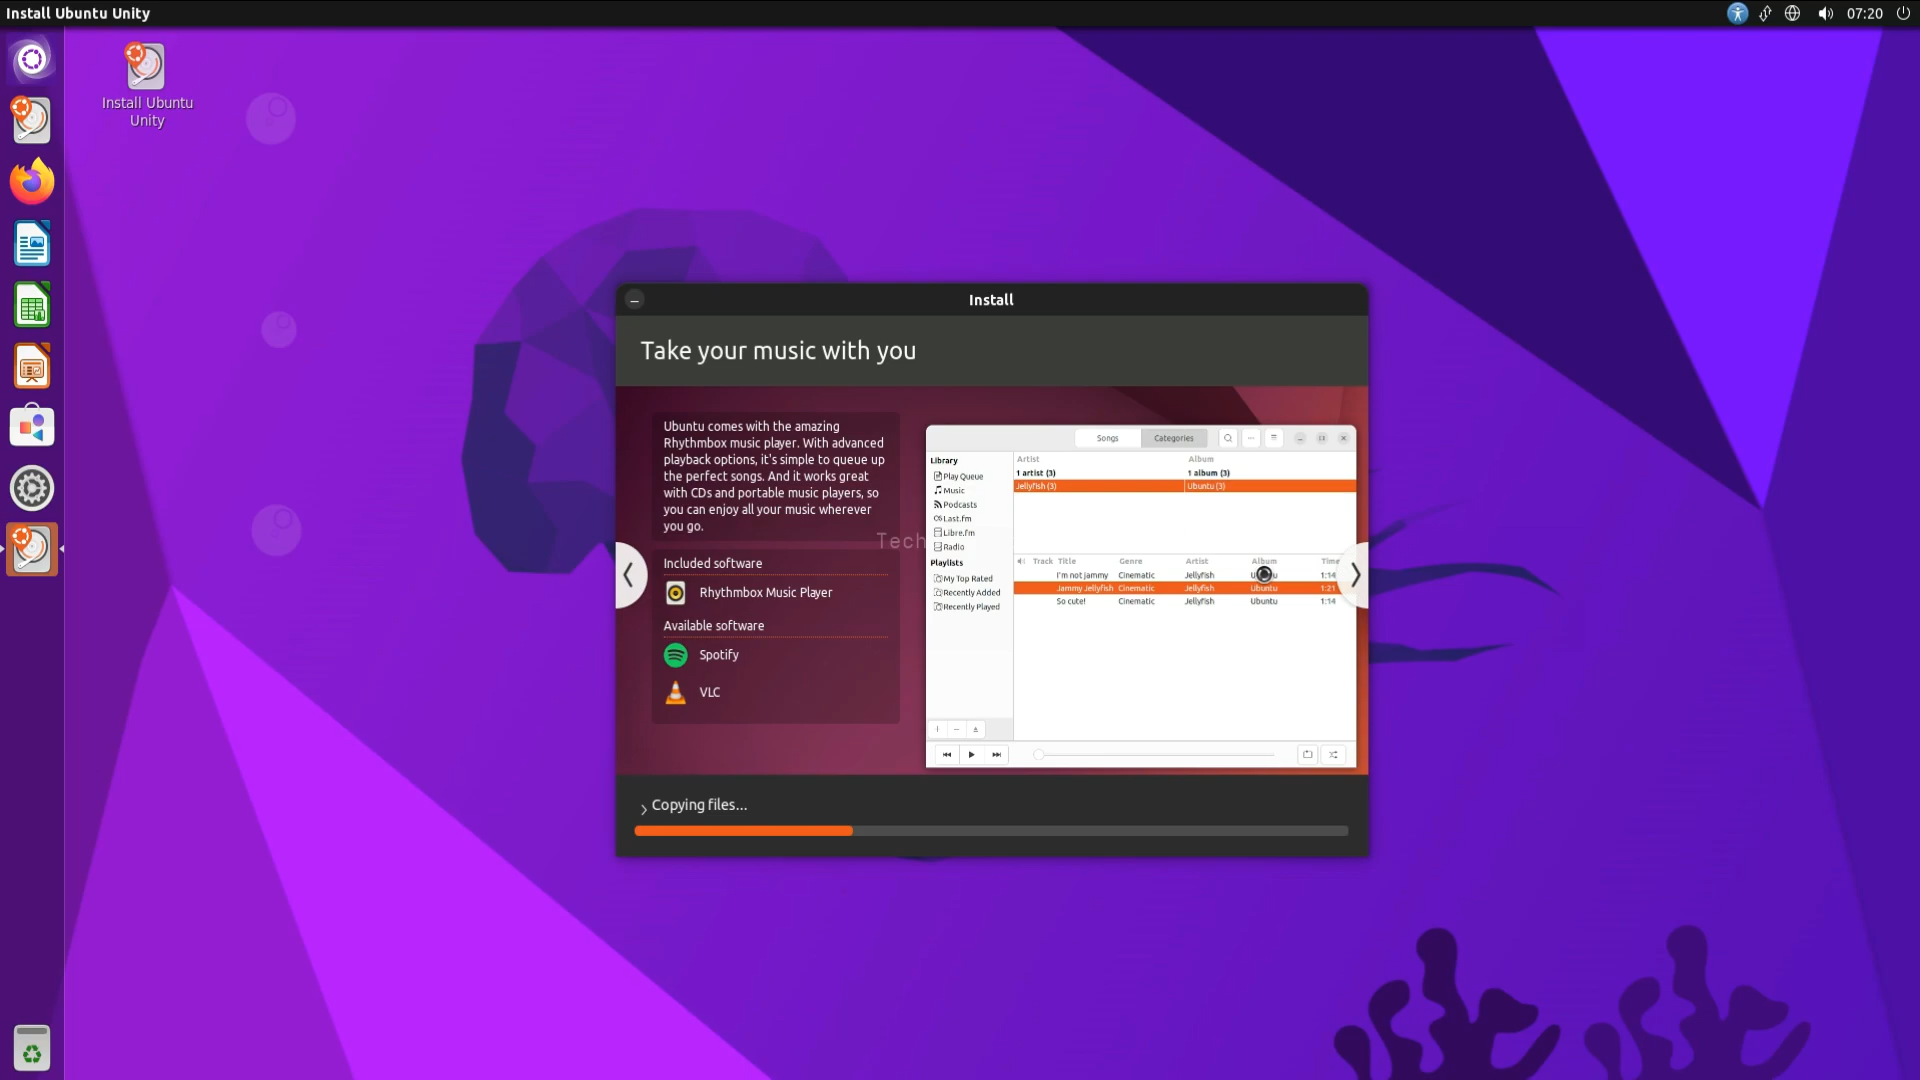 Install Ubuntu Unity
07:20
Install Ubuntu
Unity
Install
Take your music with you
Ubuntu comes with the amazing
Rhythmbox music player. With advanced
playback options, it's simple to queue up
the perfect songs. And it works great
with CDs and portable music players, so
you can enjoy all your music wherever
you go.
Included software
Rhythmbox Music Player
Available software
Spotify
VLC
Tech
Songs
Categories
Library
Play Queue
Music
Podcasts
Last.fm
Libre.fm
Radio
Playlists
My Top Rated
Recently Added
Recently Played
Artist Album
1 artist (3) 1 album (3)
Jellyfish (3) Ubuntu (3)
Track Title Genre Artist Album Time
I'm not jammy Cinematic Jellyfish 1:14
Jammy Jellyfish Cinematic Jellyfish Ubuntu 1:21
So cute! Cinematic Jellyfish Ubuntu 1:14
Copying files...